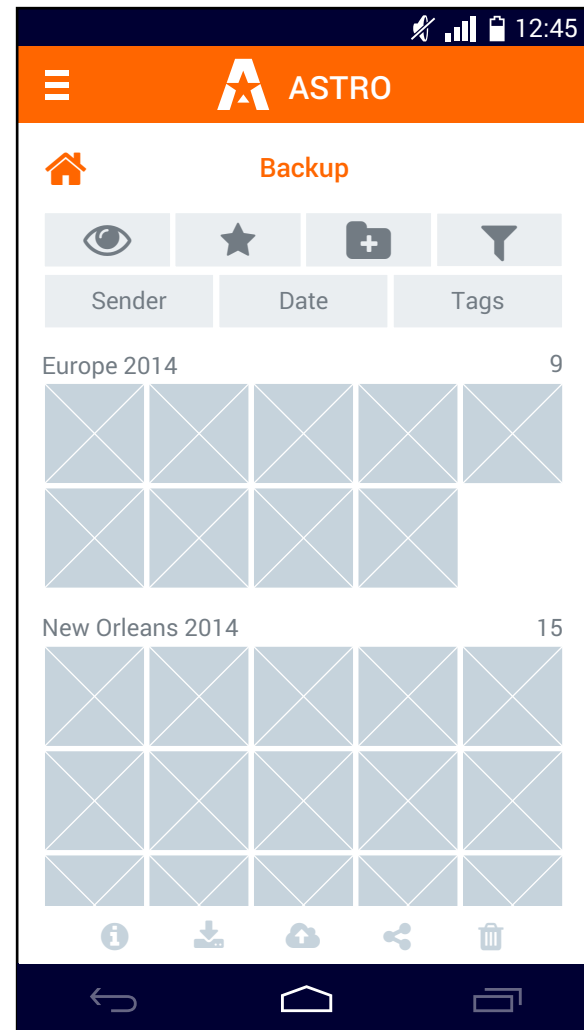 12:45
ASTRO
Backup
Sender Date Tags
Europe 2014 9
New Orleans 2014 15